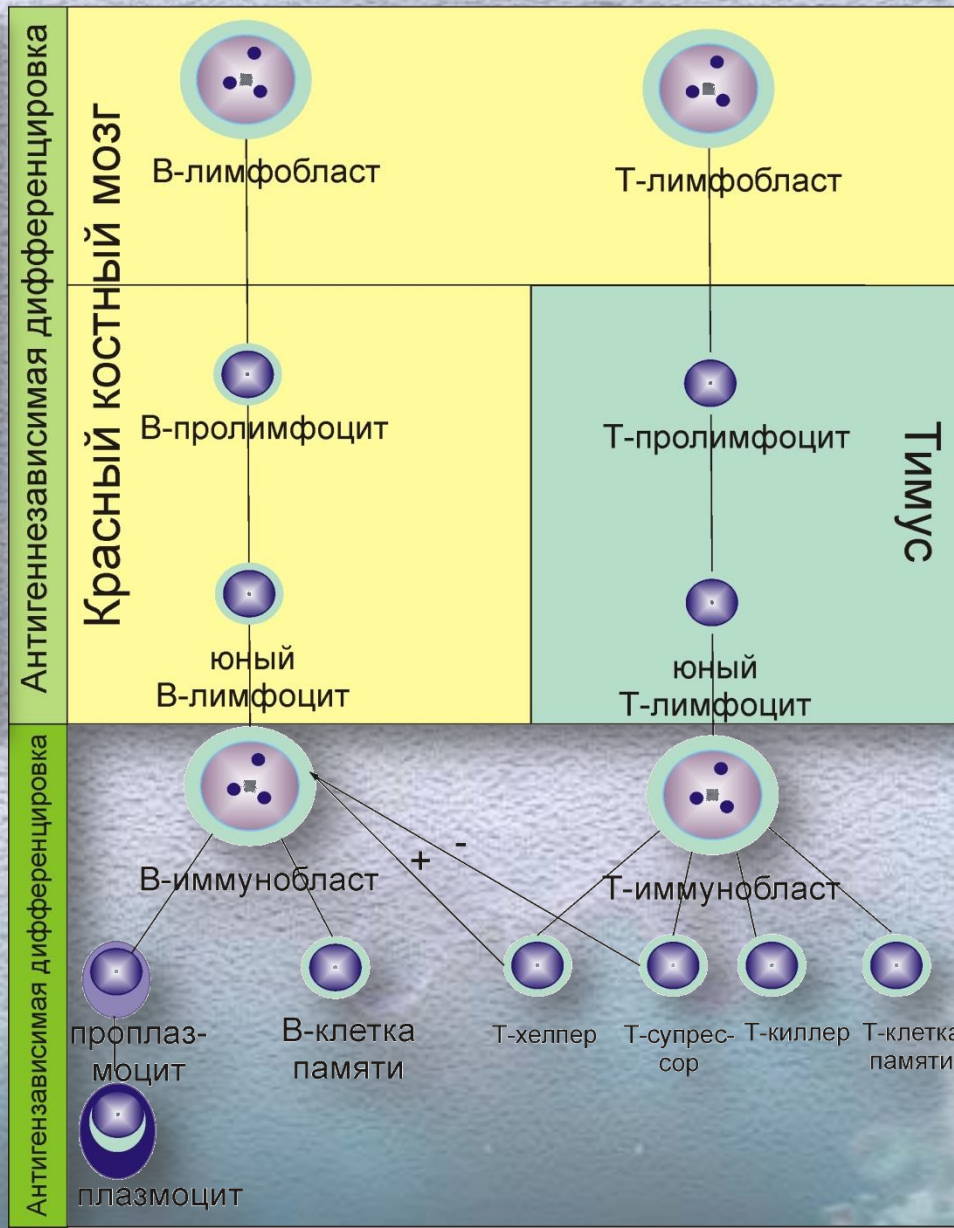 Антигеннезависимая дифференцировка
Красный костный мозг
В-лимфобласт
Т-лимфобласт
В-пролимфоцит
Т-пролимфоцит
Тимус
юный
В-лимфоцит
юный
Т-лимфоцит
Антигензависимая дифференцировка
+ -
В-иммунобласт
Т-иммунобласт
проплаз-
моцит
В-клетка
памяти
Т-хелпер
Т-супрес-
сор
Т-киллер
Т-клетка
памяти
плазмоцит